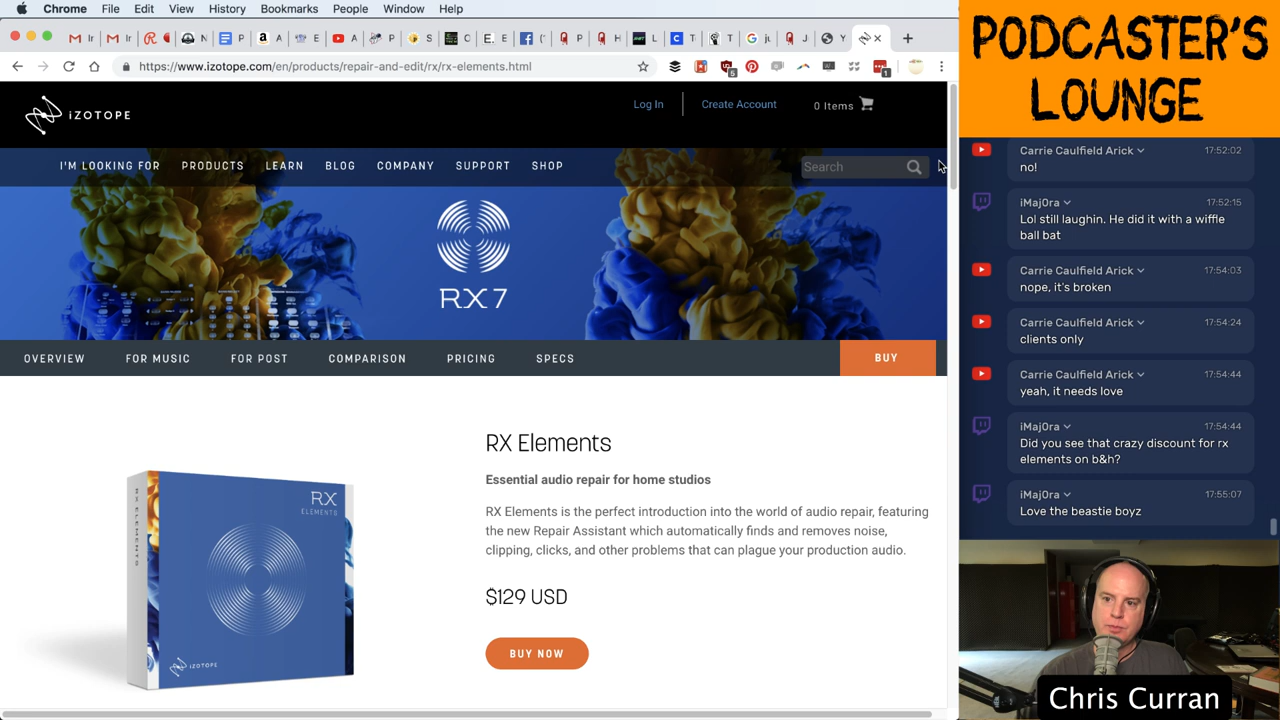 Chrome File Edit View History Bookmarks People Window Help
https://www.izotope.com/en/products/repair-and-edit/rx/rx-elements.html
iZOTOPE
Log In
Create Account
0 Items
I'M LOOKING FOR PRODUCTS LEARN BLOG COMPANY SUPPORT SHOP
Search
RX 7
OVERVIEW FOR MUSIC FOR POST COMPARISON PRICING SPECS BUY
RX ELEMENTS
RX
ELEMENTS
iZOTOPE
RX Elements
Essential audio repair for home studios
RX Elements is the perfect introduction into the world of audio repair, featuring
the new Repair Assistant which automatically finds and removes noise,
clipping, clicks, and other problems that can plague your production audio.
$129 USD
BUY NOW
PODCASTER'S
LOUNGE
Carrie Caulfield Arick 17:52:02
no!
iMaj0ra 17:52:15
Lol still laughin. He did it with a wiffle
ball bat
Carrie Caulfield Arick 17:54:03
nope, it's broken
Carrie Caulfield Arick 17:54:24
clients only
Carrie Caulfield Arick 17:54:44
yeah, it needs love
iMaj0ra 17:54:44
Did you see that crazy discount for rx
elements on b&h?
iMaj0ra 17:55:07
Love the beastie boyz
Chris Curran